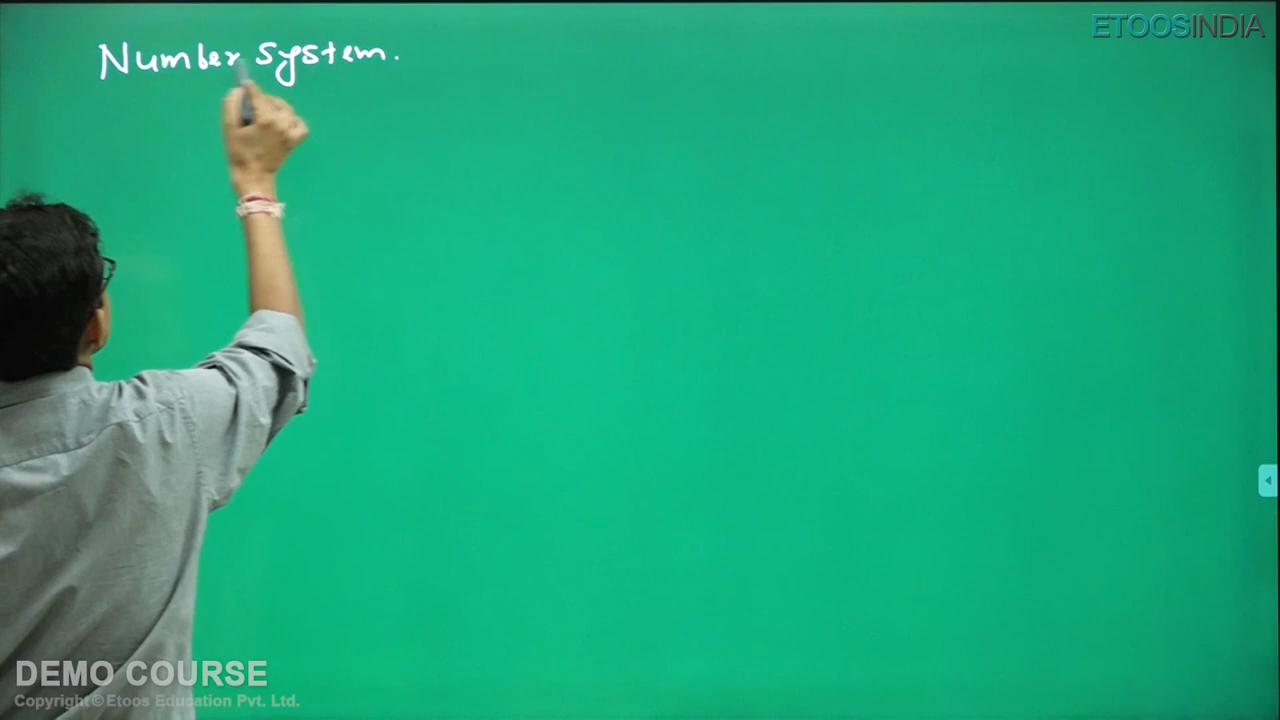 Number System.
ETOOSINDIA
DEMO COURSE
Copyright © Etoos Education Pvt. Ltd.